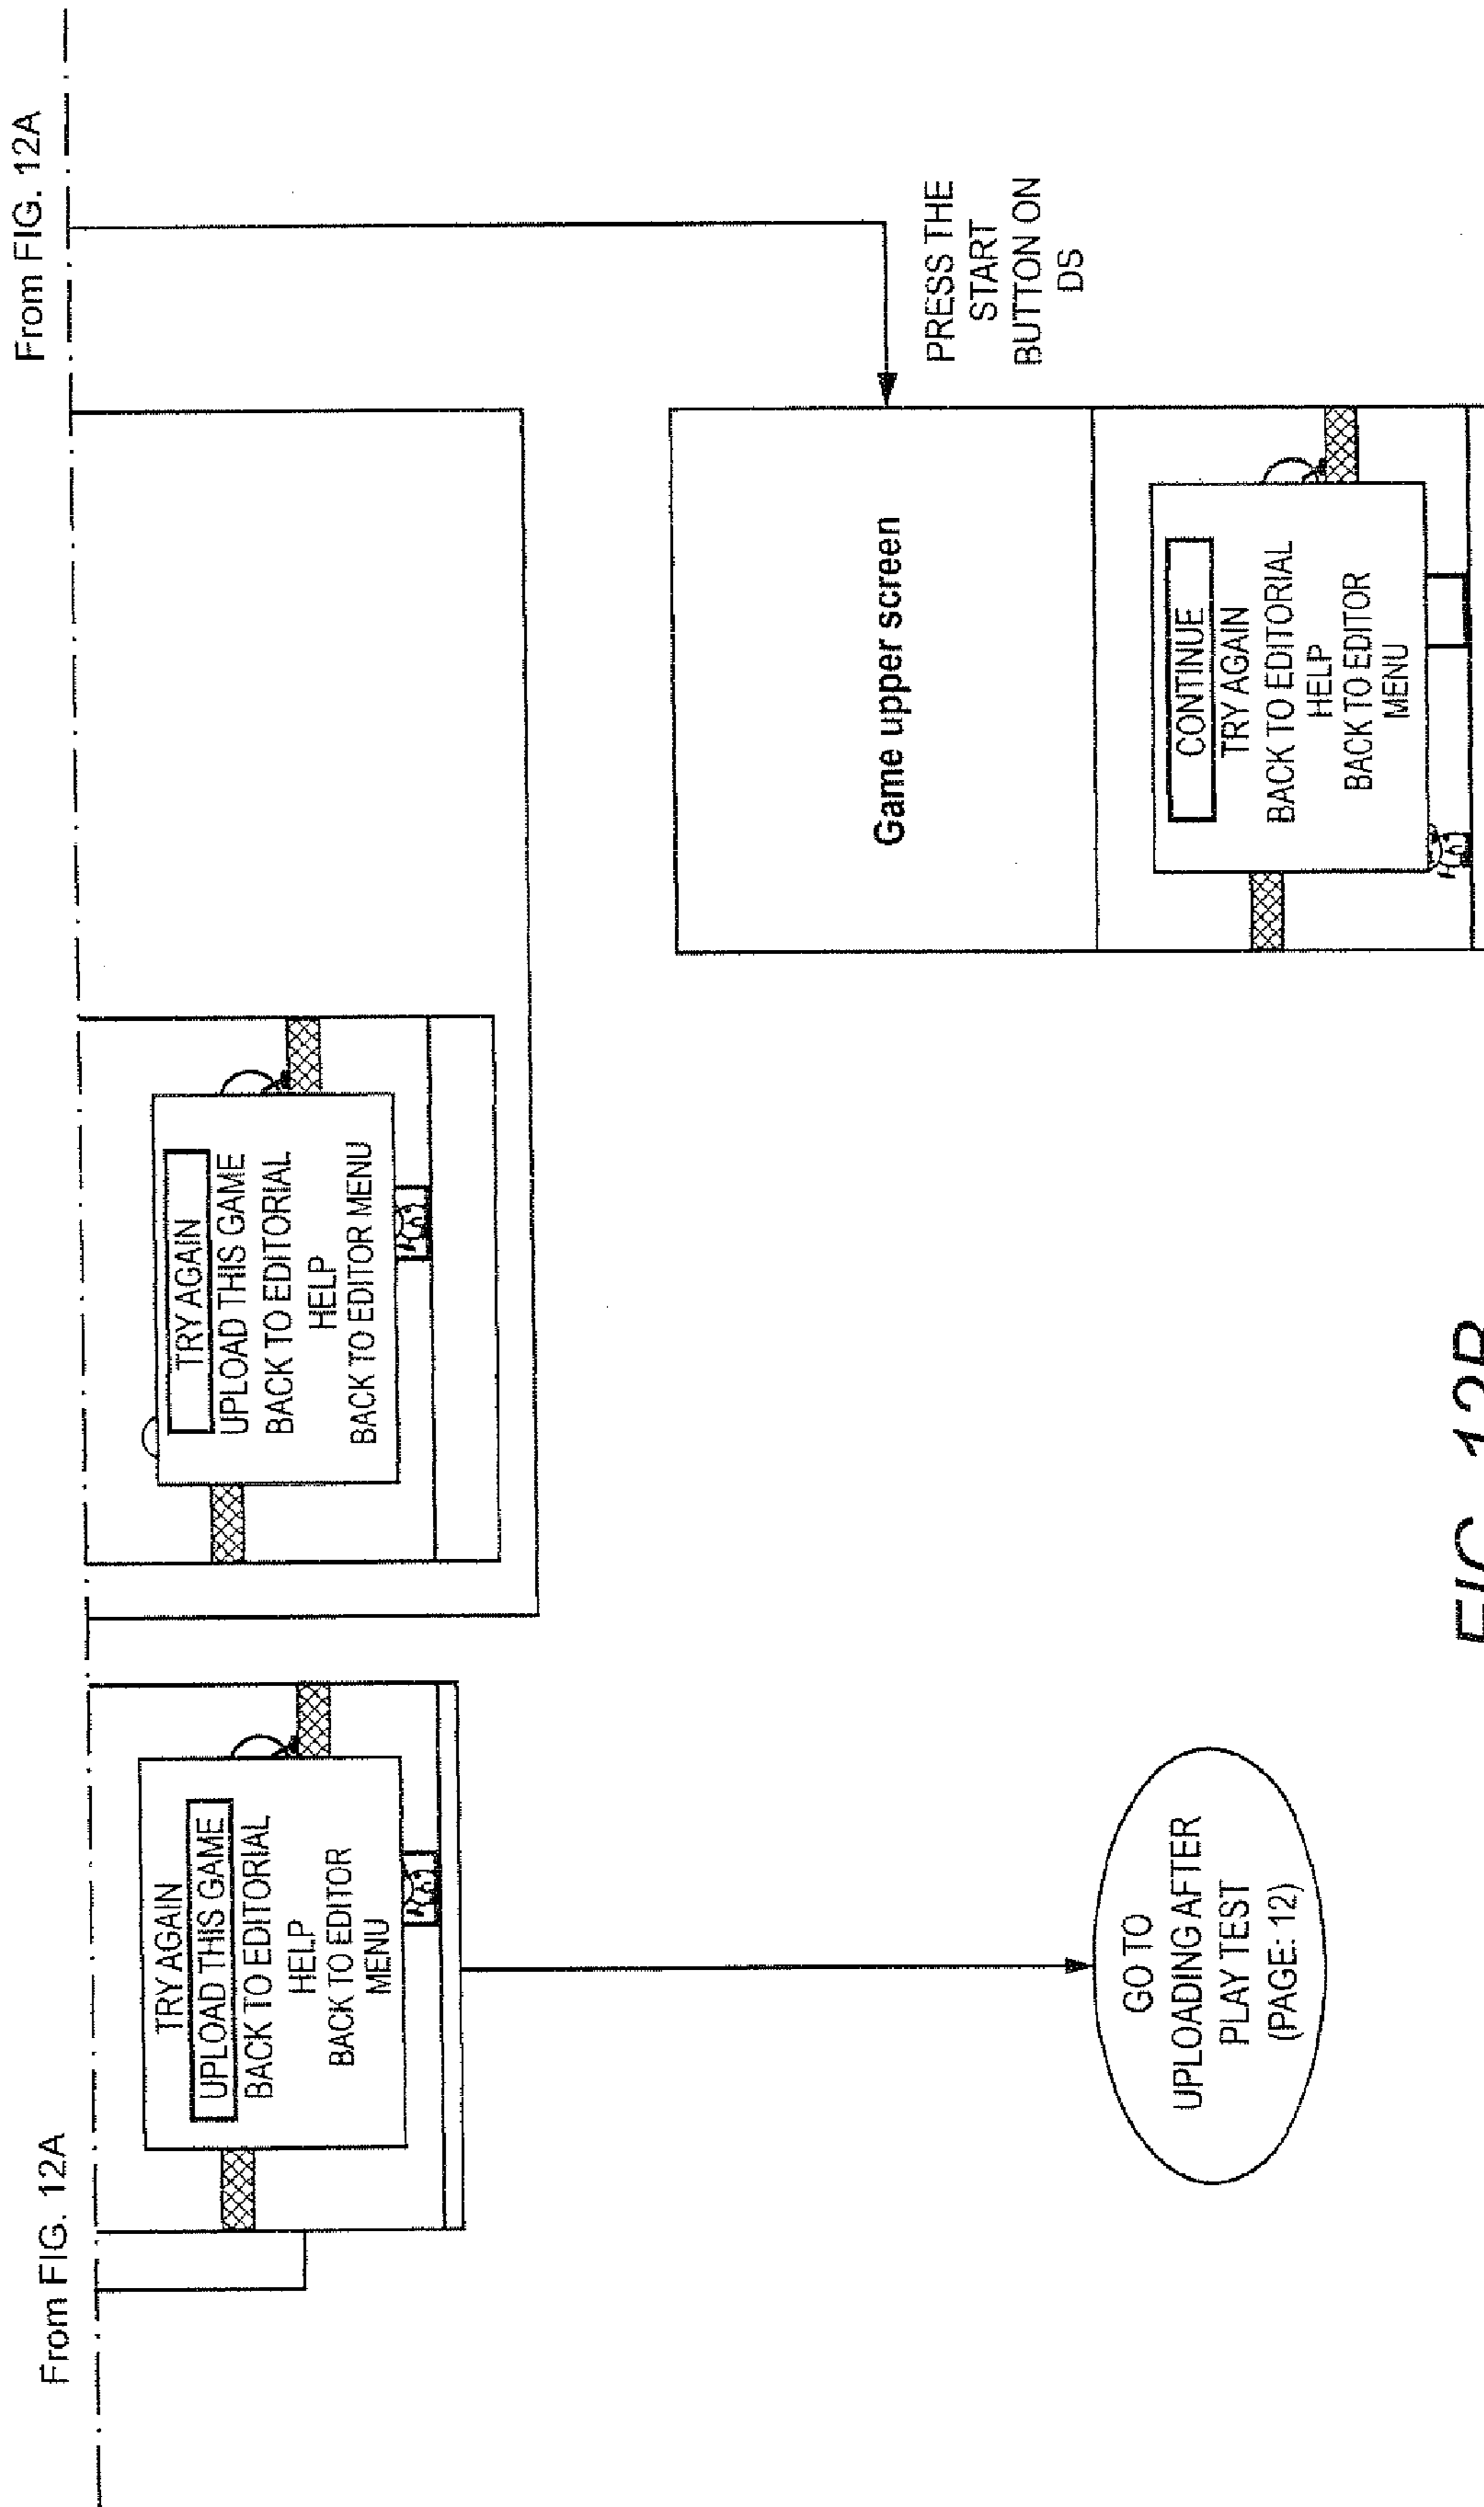 From FIG. 12A
From FIG. 12A
TRY AGAIN
UPLOAD THIS GAME
BACK TO EDITORIAL
HELP
BACK TO EDITOR
MENU
TRY AGAIN
UPLOAD THIS GAME
BACK TO EDITORIAL
HELP
BACK TO EDITOR MENU
PRESS THE
START
BUTTON ON
DS
Game upper screen
CONTINUE
TRY AGAIN
BACK TO EDITORIAL
HELP
BACK TO EDITOR
MENU
GO TO
UPLOADING AFTER
PLAY TEST
(PAGE: 12)
FIG. 12B